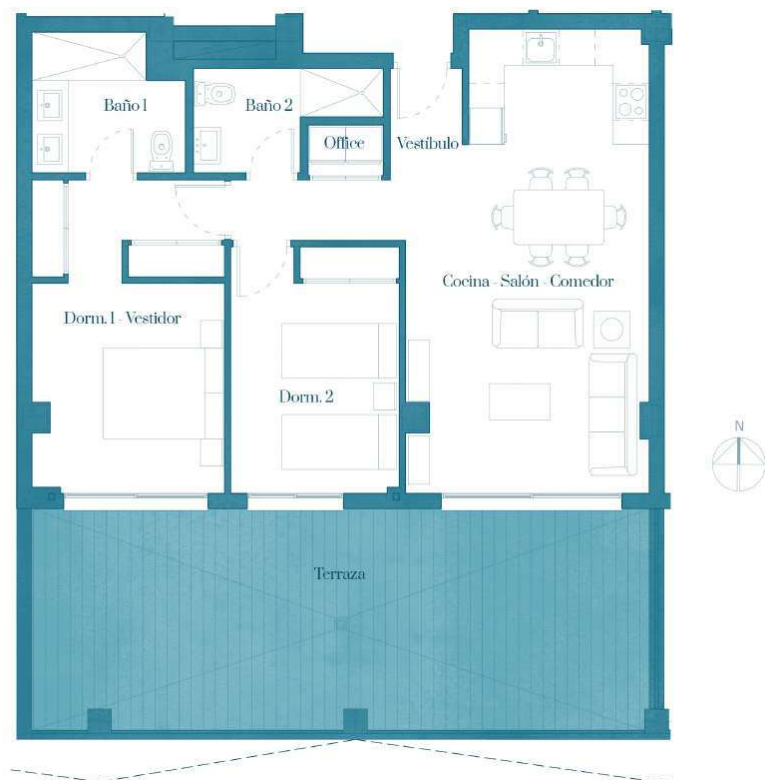 Baño 1
Baño 2
Office
Vestíbulo
Cocina - Salón - Comedor
Dorm. 1 - Vestidor
Dorm. 2
N
Terraza